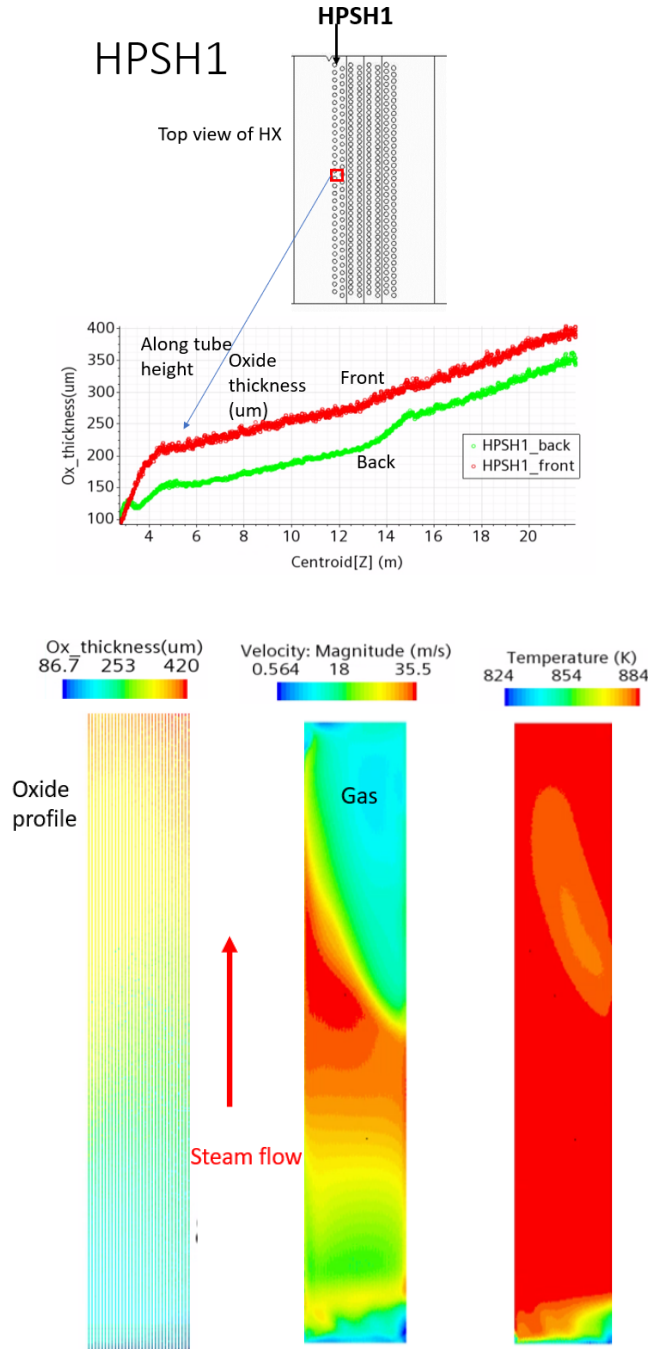 HPSH1
HPSH1
Top view of HX
400
350
300
250
200
150
100
Ox_thickness(um)
Along tube
height
Oxide
thickness
(um)
Front
Back
HPSH1_back
HPSH1_front
4 6 8 10 12 14 16 18 20
Centroid[Z] (m)
Ox_thickness(um)
86.7 253 420
Velocity: Magnitude (m/s)
0.564 18 35.5
Temperature (K)
824 854 884
Oxide
profile
Gas
Steam flow